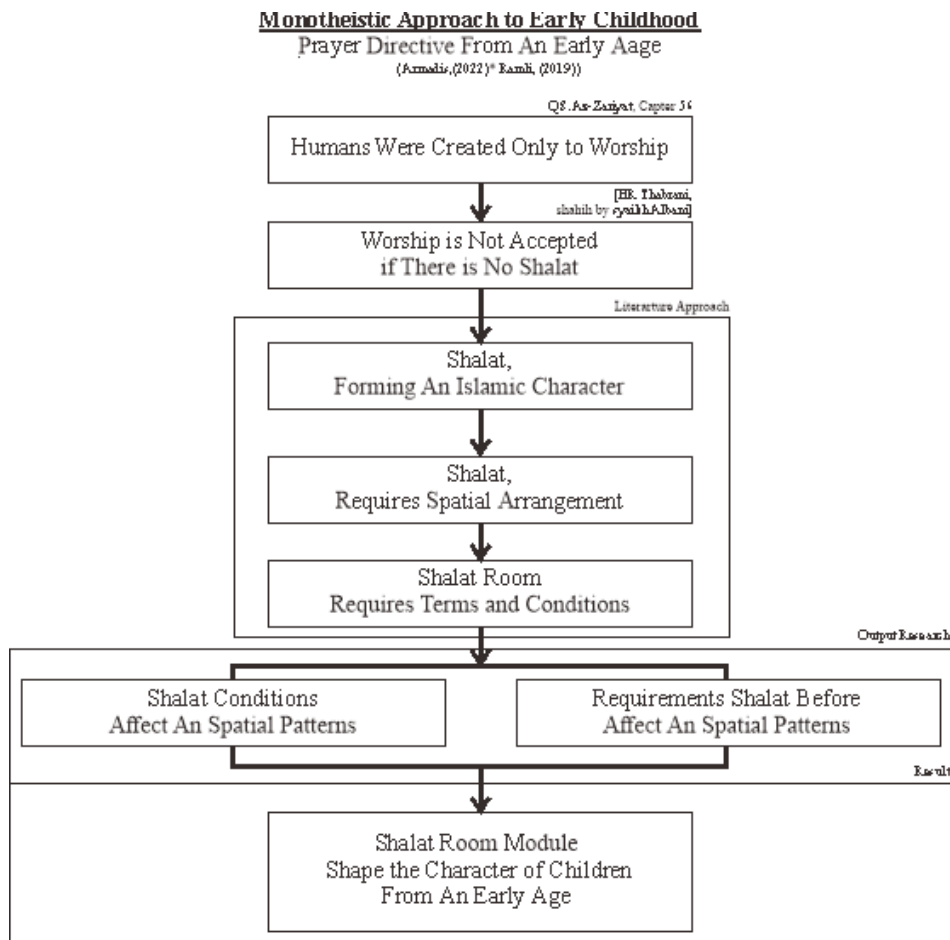 Monotheistic Approach to Early Childhood
Prayer Directive From An Early Aage
(2022)* Ramli, (2019))
QS. Az-Zariyat, Capter 56
Humans Were Created Only to Worship
[HR. Thabrani,
shahih by syaikh Albani]
Worship is Not Accepted
if There is No Shalat
Literarture Approach
Shalat,
Forming An Islamic Character
Shalat,
Requires Spatial Arrangement
Shalat Room
Requires Terms and Conditions
Output Research
Shalat Conditions
Affect An Spatial Patterns
Requirements Shalat Before
Affect An Spatial Patterns
Result
Shalat Room Module
Shape the Character of Children
From An Early Age